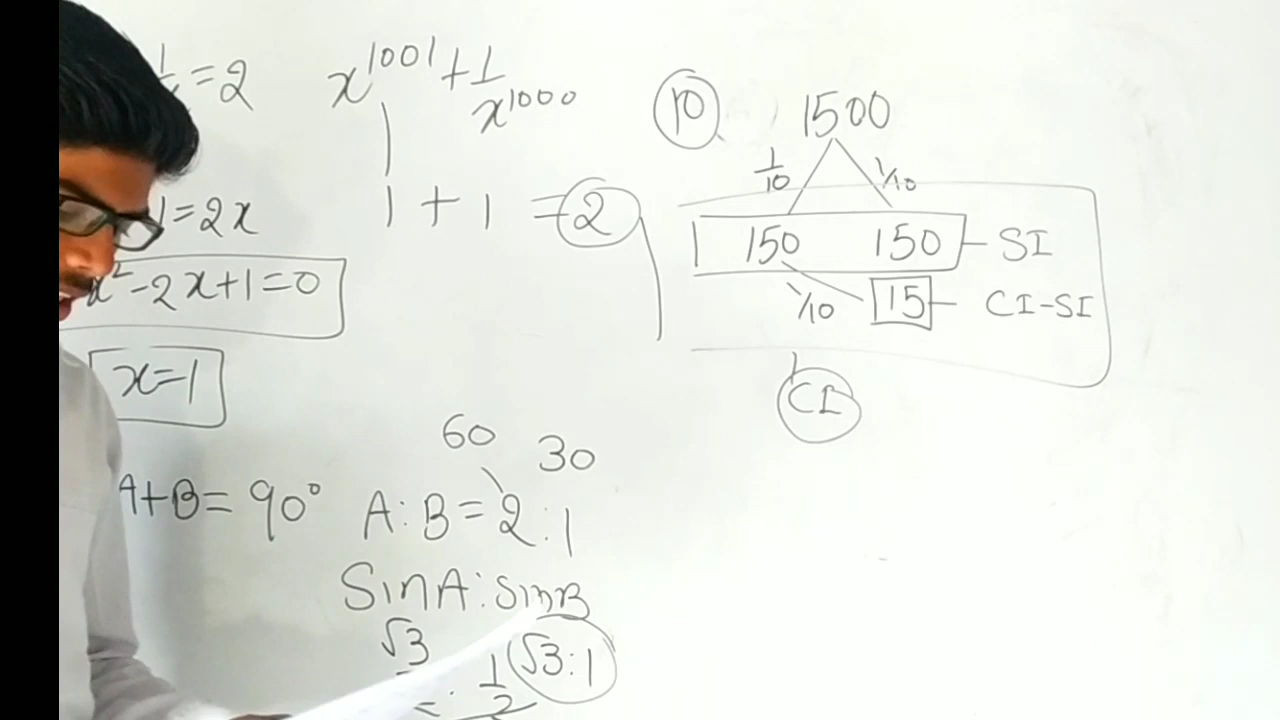 1/x = 2
x^1001 + 1/x^1000
1 + 1 = 2
1 = 2x
x² - 2x + 1 = 0
x = 1
60 30
A+B = 90° A : B = 2 : 1
SinA : sinB
√3 : 1/2 √3 : 1
10 1500
1/10 1/10
150 150 - SI
1/10 15 - CI-SI
CI